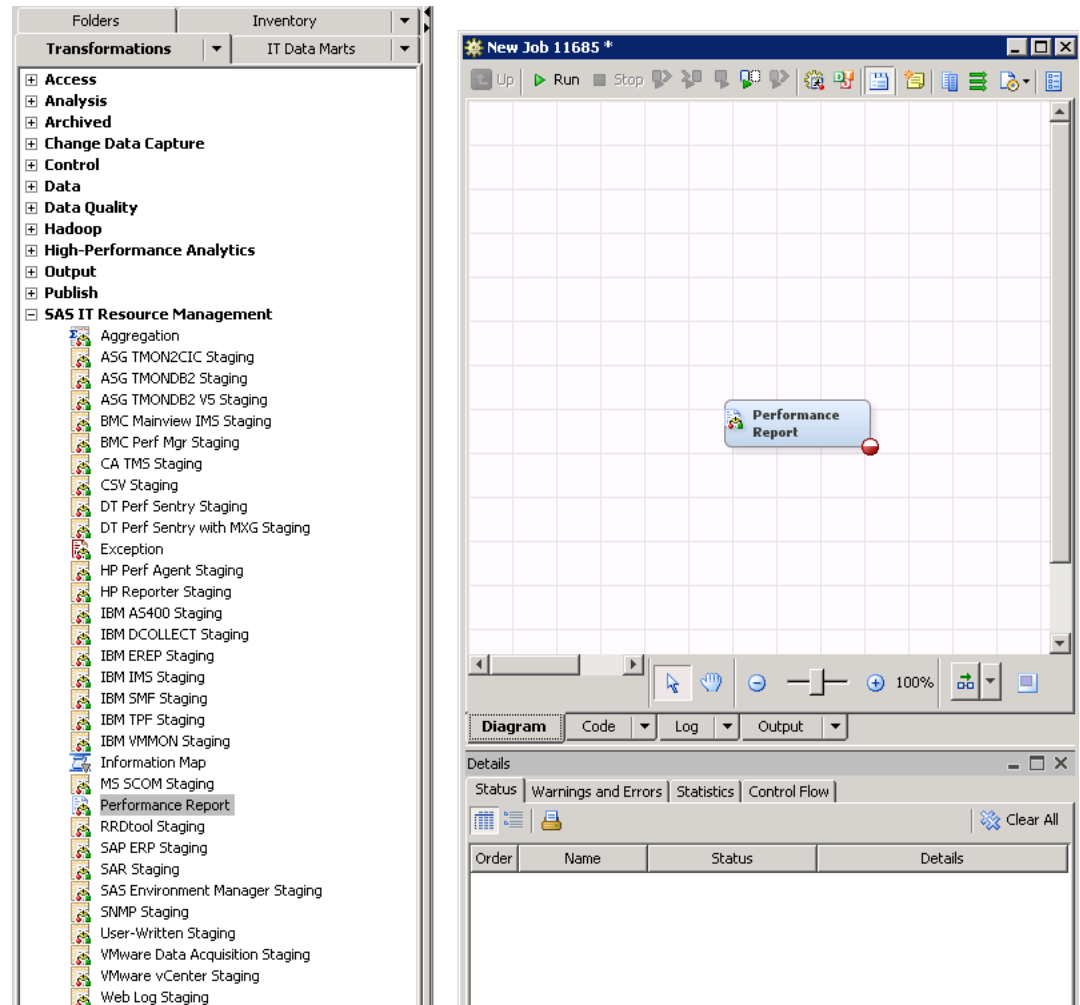 Folders Inventory
Transformations IT Data Marts
Access
Analysis
Archived
Change Data Capture
Control
Data
Data Quality
Hadoop
High-Performance Analytics
Output
Publish
SAS IT Resource Management
Aggregation
ASG TMON2CIC Staging
ASG TMONDB2 Staging
ASG TMONDB2 V5 Staging
BMC Mainview IMS Staging
BMC Perf Mgr Staging
CA TMS Staging
CSV Staging
DT Perf Sentry Staging
DT Perf Sentry with MXG Staging
Exception
HP Perf Agent Staging
HP Reporter Staging
IBM AS400 Staging
IBM DCOLLECT Staging
IBM EREP Staging
IBM IMS Staging
IBM SMF Staging
IBM TPF Staging
IBM VMMON Staging
Information Map
MS SCOM Staging
Performance Report
RRDtool Staging
SAP ERP Staging
SAR Staging
SAS Environment Manager Staging
SNMP Staging
User-Written Staging
VMware Data Acquisition Staging
VMware vCenter Staging
Web Log Staging
New Job 11685 *
Up Run Stop
Performance
Report
100%
Diagram Code Log Output
Details
Status Warnings and Errors Statistics Control Flow
Clear All
Order Name Status Details